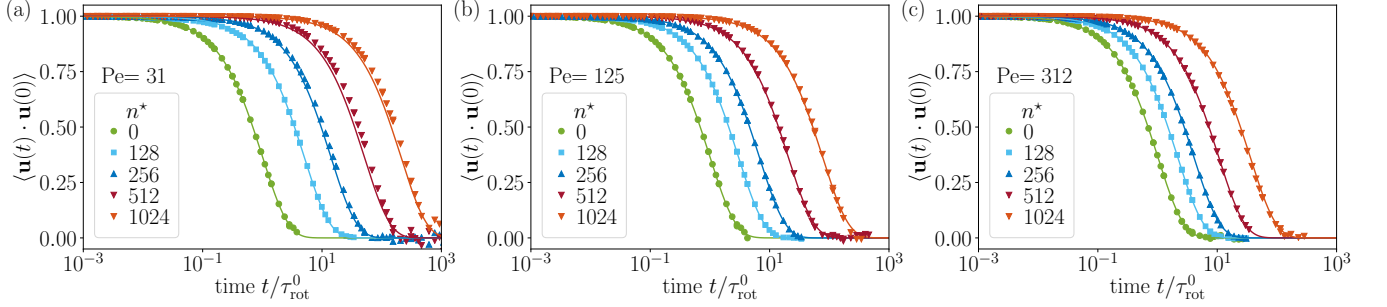 (a)
1.00
0.75
0.50
0.25
0.00
⟨u(t) · u(0)⟩
Pe= 31
n⋆
0
128
256
512
1024
10⁻³
10⁻¹
10¹
10³
time t/τ⁰rot
(b)
1.00
0.75
0.50
0.25
0.00
⟨u(t) · u(0)⟩
Pe= 125
n⋆
0
128
256
512
1024
10⁻³
10⁻¹
10¹
10³
time t/τ⁰rot
(c)
1.00
0.75
0.50
0.25
0.00
⟨u(t) · u(0)⟩
Pe= 312
n⋆
0
128
256
512
1024
10⁻³
10⁻¹
10¹
10³
time t/τ⁰rot